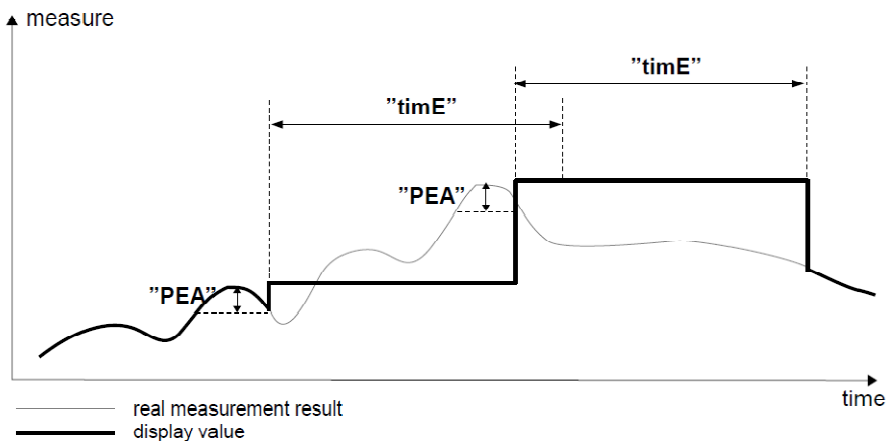 measure
”timE”
”timE”
”PEA”
”PEA”
time
real measurement result
display value